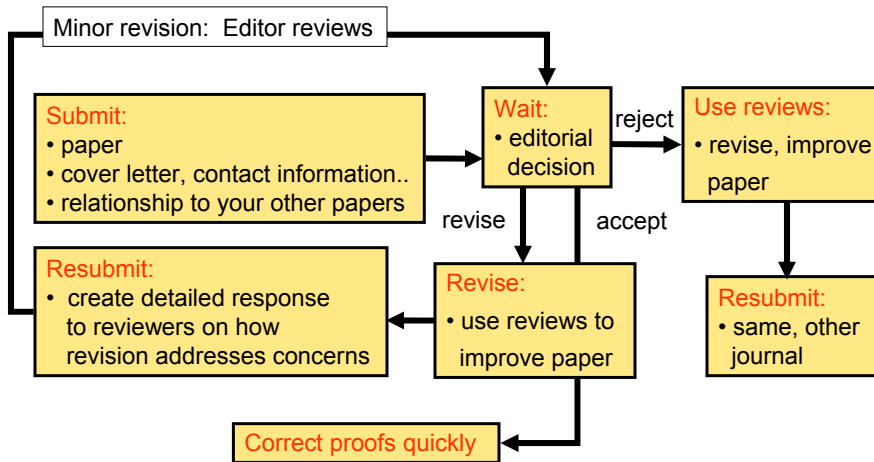 Minor revision: Editor reviews
Submit:
• paper
• cover letter, contact information..
• relationship to your other papers
Wait:
• editorial
decision
reject
Use reviews:
• revise, improve
paper
revise
accept
Resubmit:
• create detailed response
to reviewers on how
revision addresses concerns
Revise:
• use reviews to
improve paper
Resubmit:
• same, other
journal
Correct proofs quickly